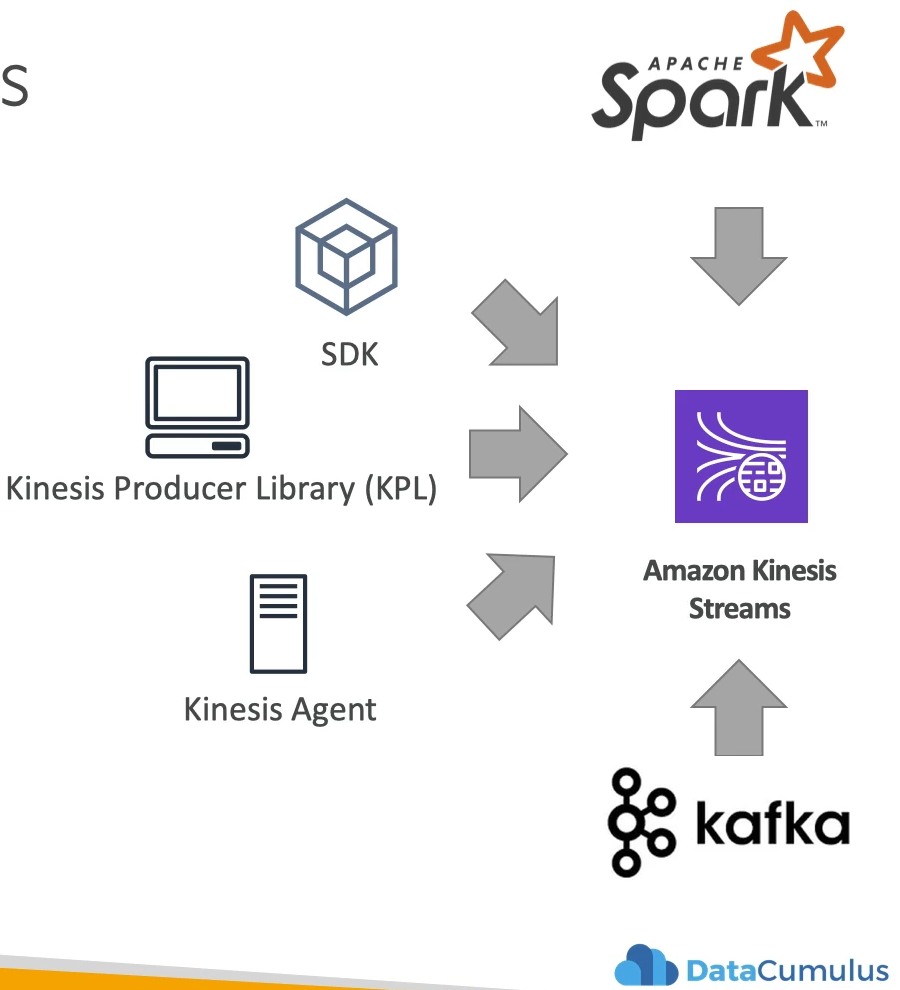 s
APACHE
Spark™
SDK
Kinesis Producer Library (KPL)
Amazon Kinesis
Streams
Kinesis Agent
kafka
DataCumulus